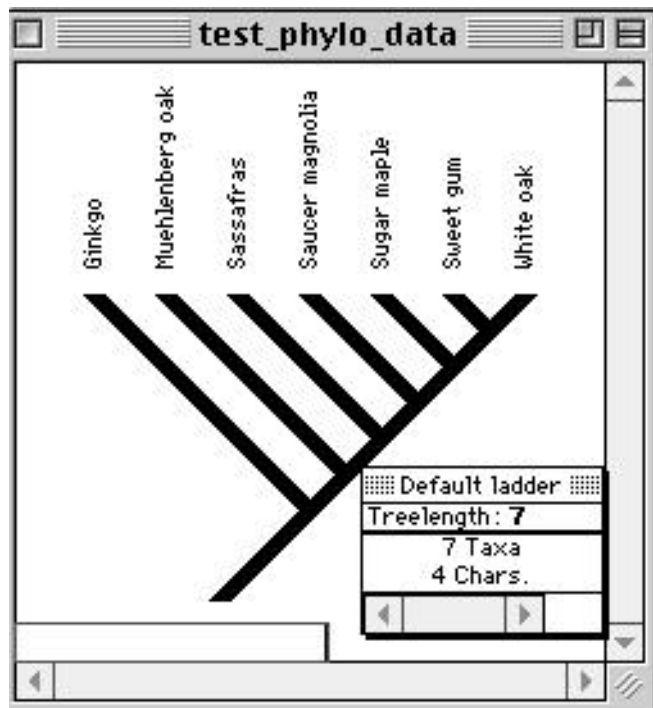 test_phylo_data
Ginkgo
Muehlenberg oak
Sassafras
Saucer magnolia
Sugar maple
Sweet gum
White oak
Default ladder
Treelength: 7
7 Taxa
4 Chars.